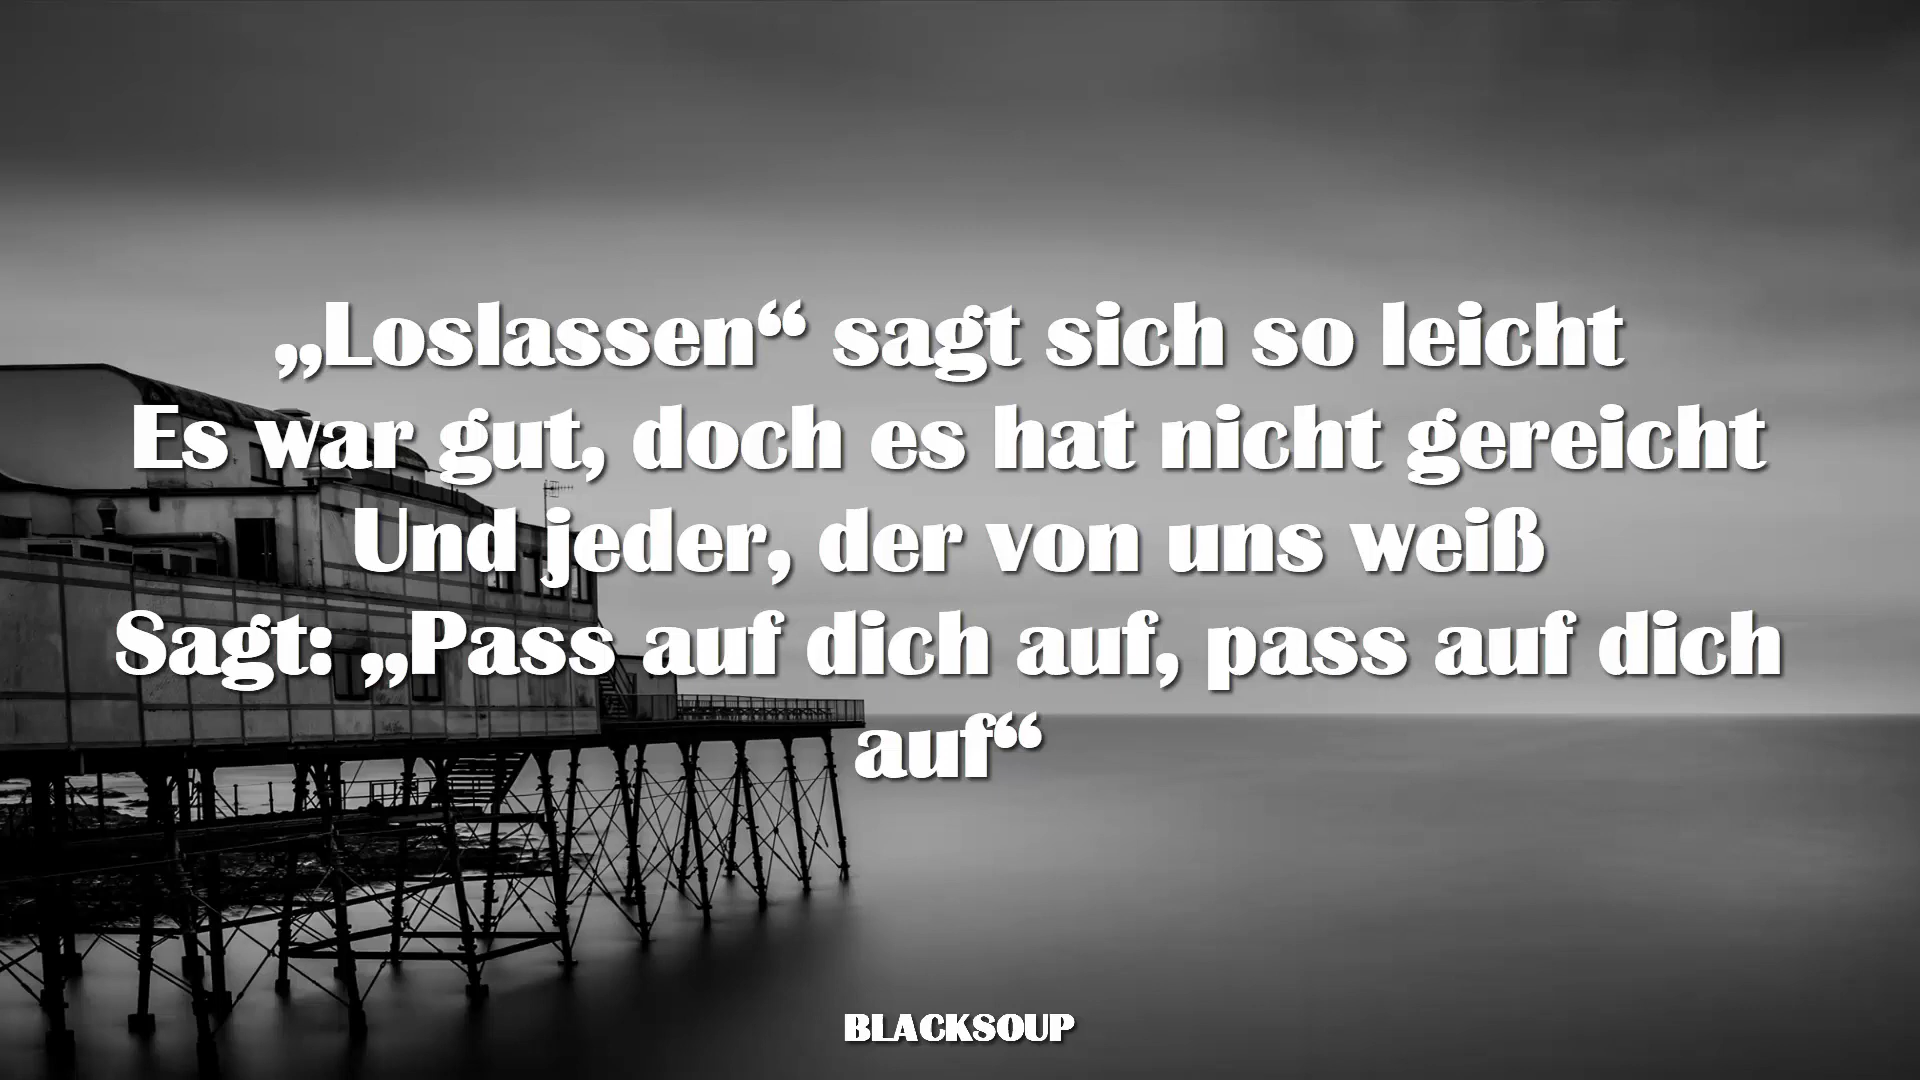 „Loslassen“ sagt sich so leicht
Es war gut, doch es hat nicht gereicht
Und jeder, der von uns weiß
Sagt: „Pass auf dich auf, pass auf dich
auf“
BLACKSOUP